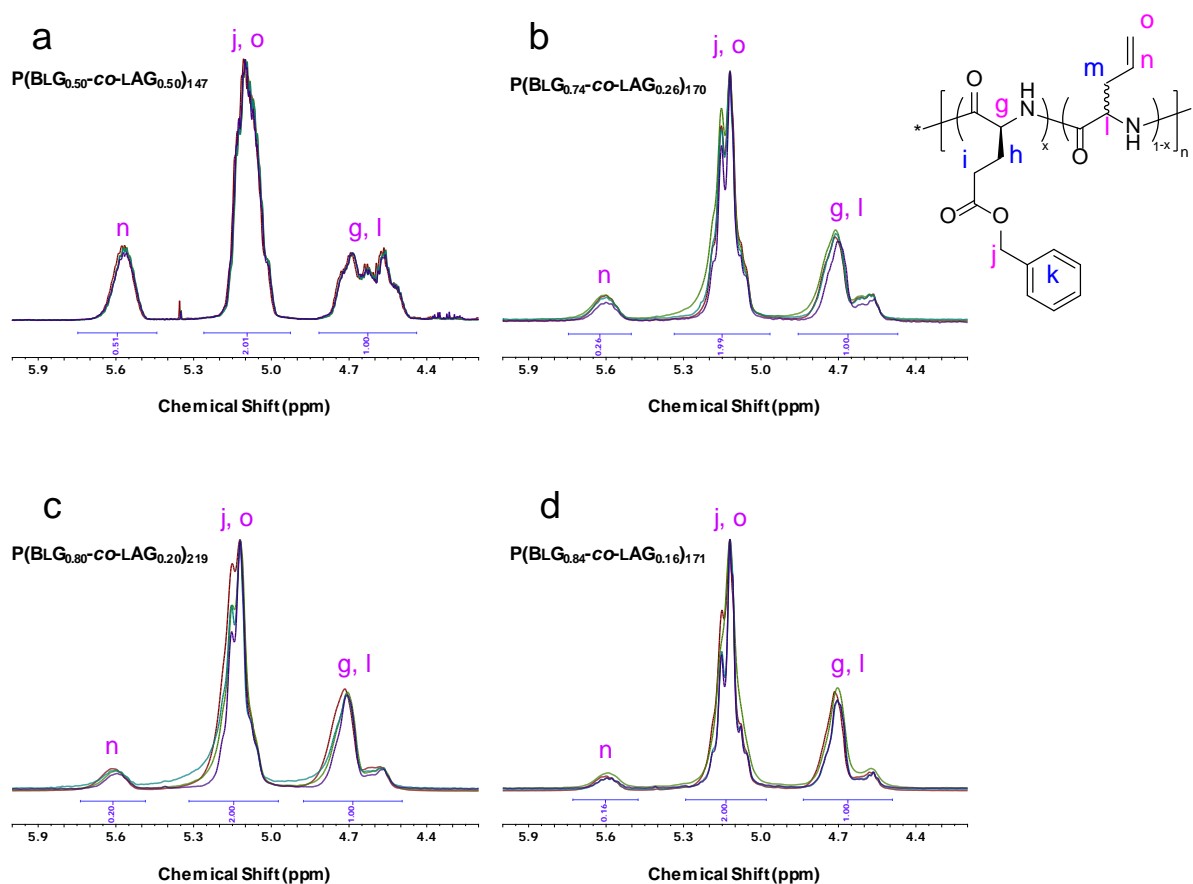 a
j, o
P(BLG0.50-co-LAG0.50)147
n
g, l
0.51
2.01
1.00
5.9 5.6 5.3 5.0 4.7 4.4
Chemical Shift (ppm)
b
j, o
P(BLG0.74-co-LAG0.26)170
n
g, l
0.26
1.99
1.00
5.9 5.6 5.3 5.0 4.7 4.4
Chemical Shift (ppm)
o
m
n
O
H
N
g
l
*
i
h
x
O
N
H
1-x
n
O
O
j
k
c
j, o
P(BLG0.80-co-LAG0.20)219
g, l
n
0.20
2.00
1.00
5.9 5.6 5.3 5.0 4.7 4.4
Chemical Shift (ppm)
d
j, o
P(BLG0.84-co-LAG0.16)171
g, l
n
0.16
2.00
1.00
5.9 5.6 5.3 5.0 4.7 4.4
Chemical Shift (ppm)